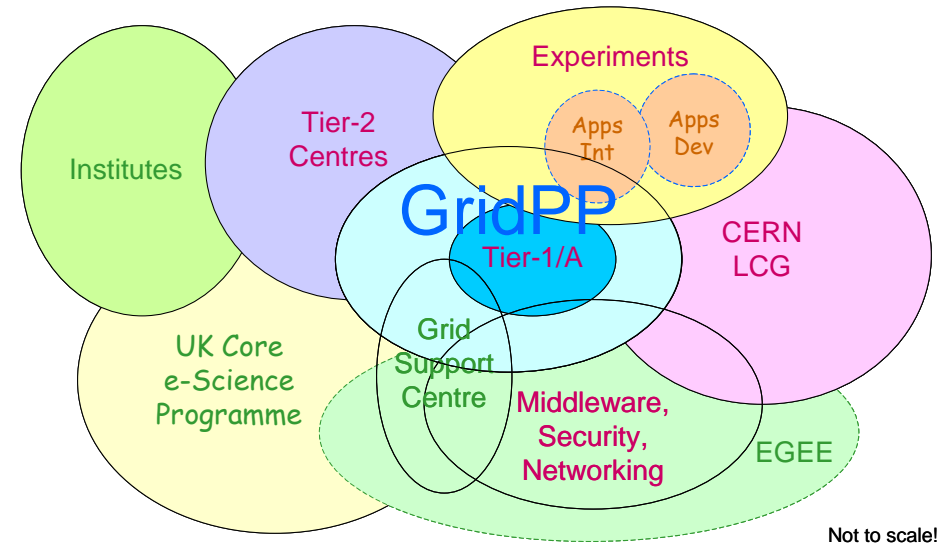 Experiments
Apps
Int
Apps
Dev
Tier-2
Centres
Institutes
GridPP
Tier-1/A
CERN
LCG
Grid
Support
Centre
UK Core
e-Science
Programme
Middleware,
Security,
Networking
EGEE
Not to scale!